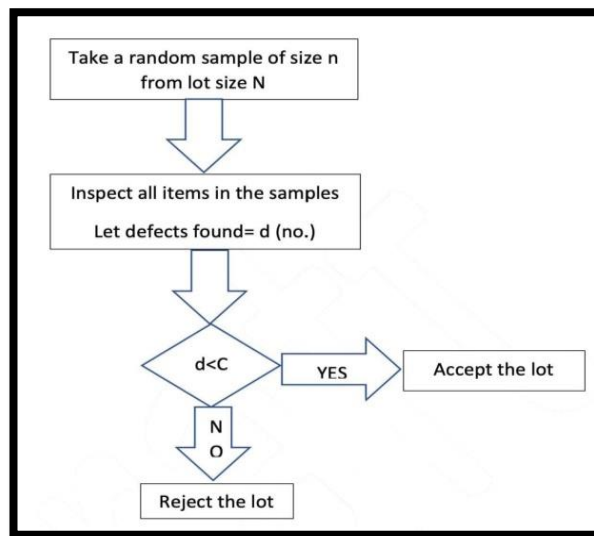 Take a random sample of size n
from lot size N
Inspect all items in the samples
Let defects found= d (no.)
d<C
YES
Accept the lot
N
O
Reject the lot